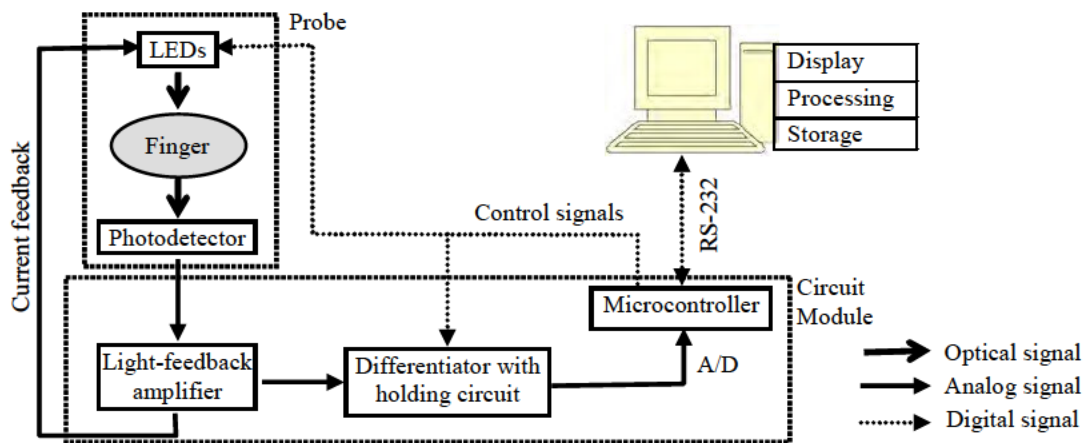 Probe
LEDs
Finger
Photodetector
Current feedback
Control signals
RS-232
Display
Processing
Storage
Circuit
Module
Microcontroller
A/D
Light-feedback
amplifier
Differentiator with
holding circuit
Optical signal
Analog signal
Digital signal